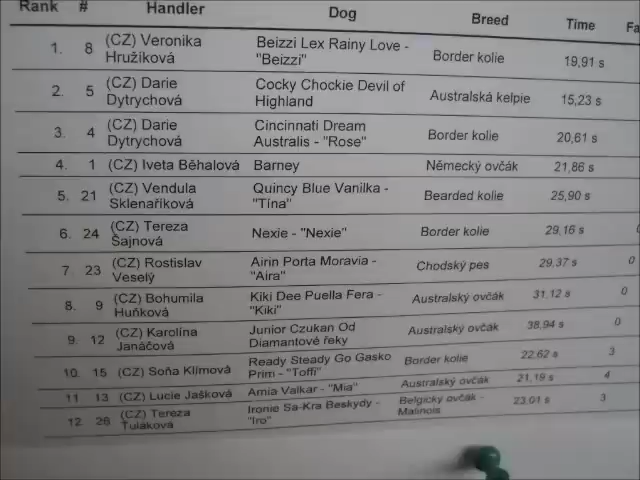 Rank # Handler Dog Breed Time Fa
1. 8 (CZ) Veronika Hružíková Beizzi Lex Rainy Love - "Beizzi" Border kolie 19,91 s
2. 5 (CZ) Darie Dytrychová Cocky Chockie Devil of Highland Australská kelpie 15,23 s
3. 4 (CZ) Darie Dytrychová Cincinnati Dream Australis - "Rose" Border kolie 20,61 s
4. 1 (CZ) Iveta Běhalová Barney Německý ovčák 21,86 s
5. 21 (CZ) Vendula Sklenaříková Quincy Blue Vanilka - "Tína" Bearded kolie 25,90 s
6. 24 (CZ) Tereza Šajnová Nexie - "Nexie" Border kolie 29,16 s 0
7. 23 (CZ) Rostislav Veselý Airin Porta Moravia - "Aira" Chodský pes 29,37 s 0
8. 9 (CZ) Bohumila Huňková Kiki Dee Puella Fera - "Kiki" Australský ovčák 31,12 s 0
9. 12 (CZ) Karolína Janáčová Junior Czukan Od Diamantové řeky Australský ovčák 38,94 s 0
10. 15 (CZ) Soňa Klímová Ready Steady Go Gasko Prim - "Toffi" Border kolie 22,62 s 3
11 13 (CZ) Lucie Jašková Amia Valkar - "Mia" Australský ovčák 21,19 s 4
12. 26 (CZ) Tereza Ťuláková Ironie Sa-Kra Beskydy - "Iro" Belgický ovčák - Malinois 23,01 s 3